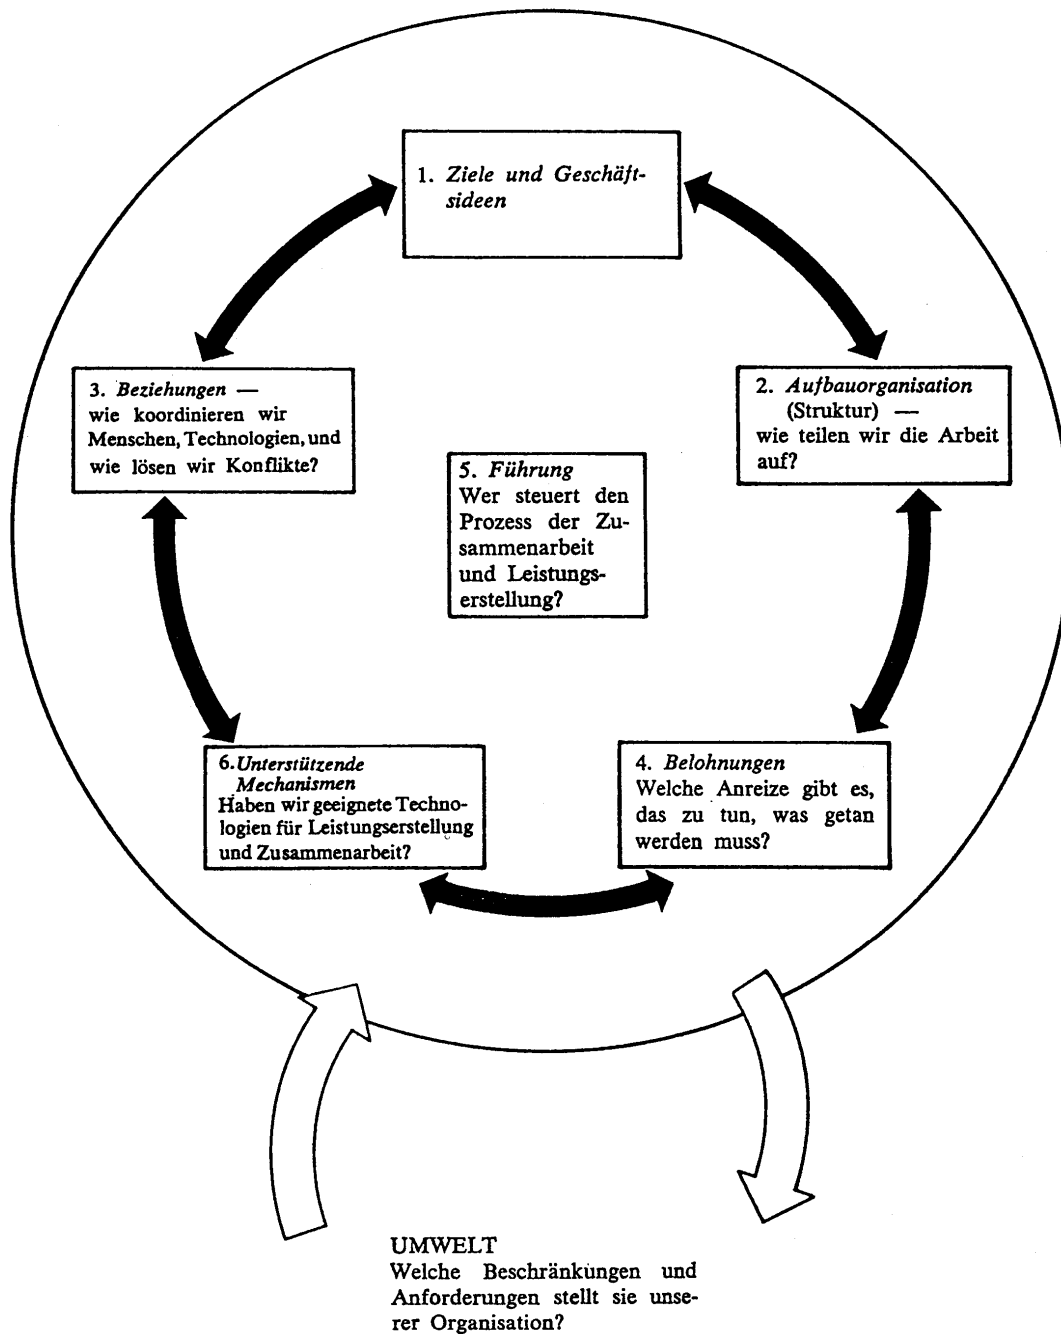 1. Ziele und Geschäft-
sideen
3. Beziehungen —
wie koordinieren wir
Menschen, Technologien, und
wie lösen wir Konflikte?
2. Aufbauorganisation
(Struktur) —
wie teilen wir die Arbeit
auf?
5. Führung
Wer steuert den
Prozess der Zu-
sammenarbeit
und Leistungs-
erstellung?
6. Unterstützende
Mechanismen
Haben wir geeignete Techno-
logien für Leistungserstellung
und Zusammenarbeit?
4. Belohnungen
Welche Anreize gibt es,
das zu tun, was getan
werden muss?
UMWELT
Welche Beschränkungen und
Anforderungen stellt sie unse-
rer Organisation?